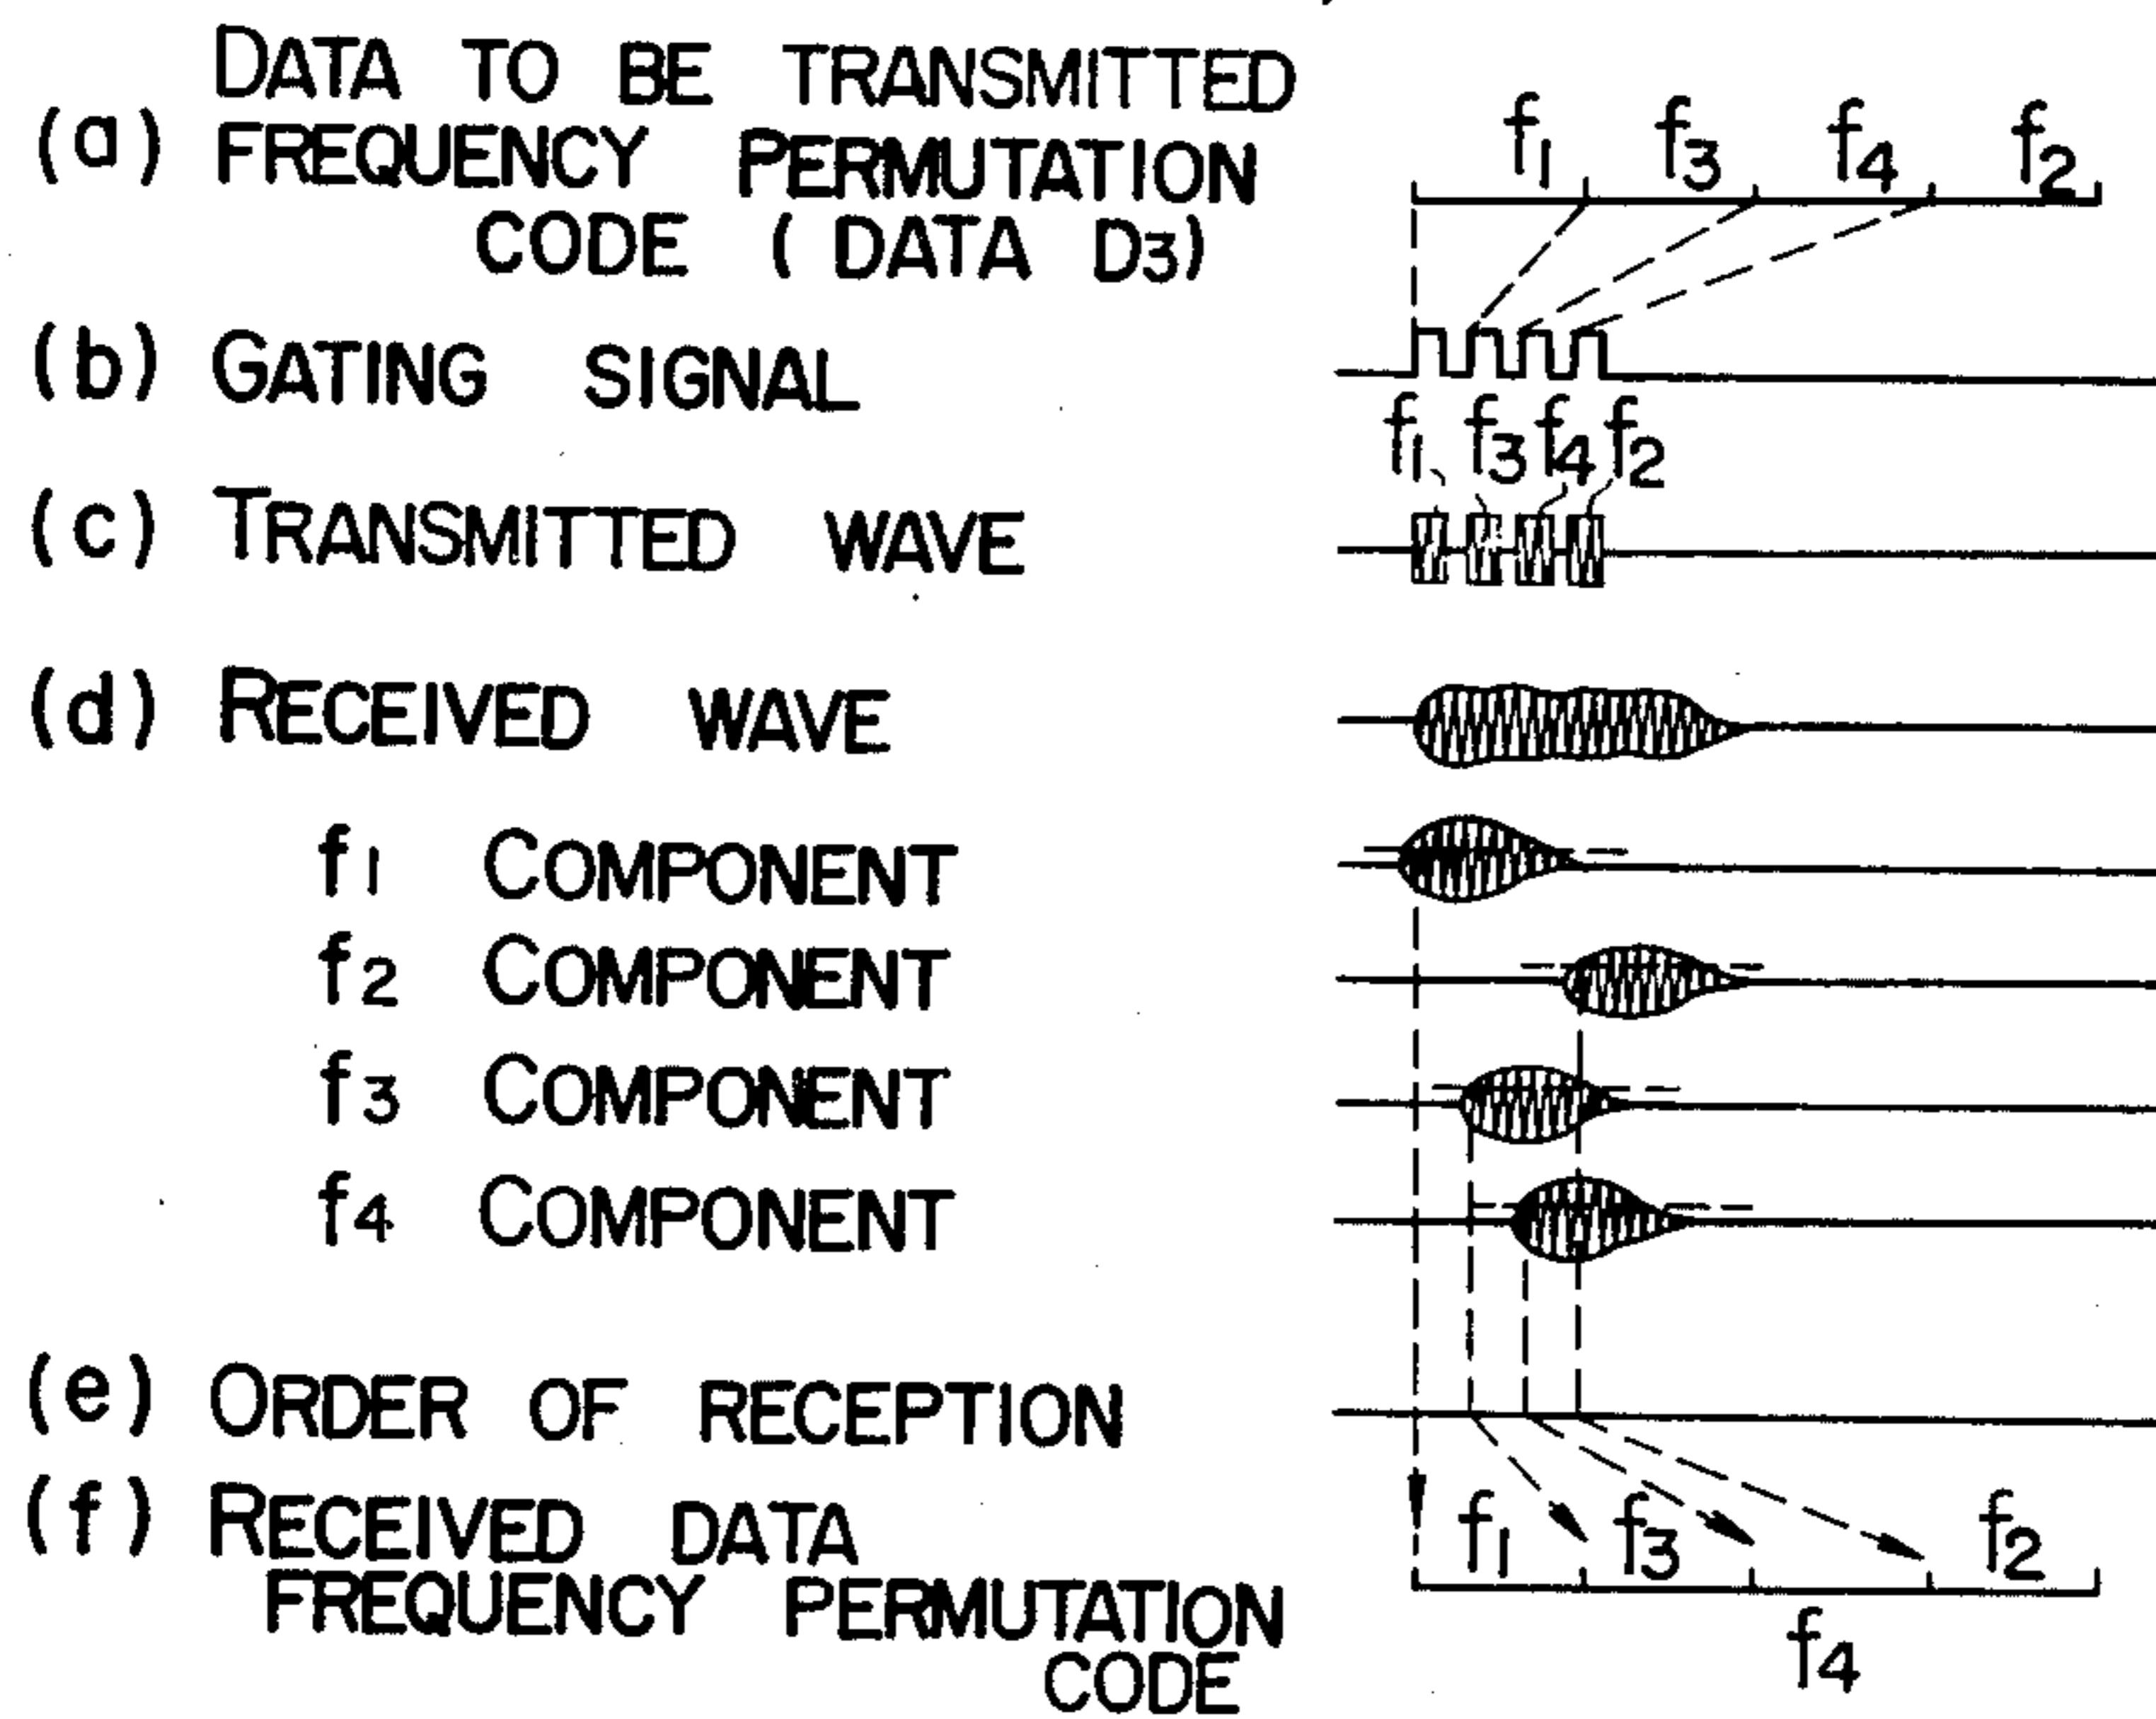 DATA TO BE TRANSMITTED
(a) FREQUENCY PERMUTATION
CODE (DATA D3)
f1 f3 f4 f2
(b) GATING SIGNAL
f1 f3 f4 f2
(c) TRANSMITTED WAVE
(d) RECEIVED WAVE
f1 COMPONENT
f2 COMPONENT
f3 COMPONENT
f4 COMPONENT
(e) ORDER OF RECEPTION
(f) RECEIVED DATA
FREQUENCY PERMUTATION
CODE
f1 f3 f2
f4